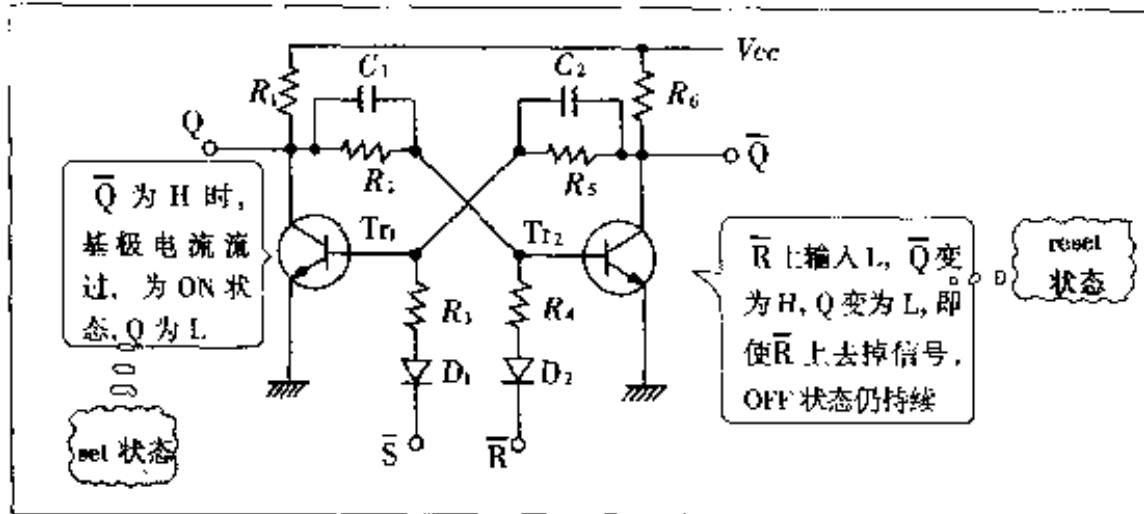 Vcc
C1
C2
R1
R6
Q
Q̅
R2
R5
Q̅ 为 H 时,
基极电流流
过, 为 ON 状
态, Q 为 L
Tr1
Tr2
R̅ 上输入 L, Q̅ 变
为 H, Q 变为 L, 即
使 R̅ 上去掉信号,
OFF 状态仍持续
reset
状态
R3
R4
D1
D2
S̅
R̅
set 状态